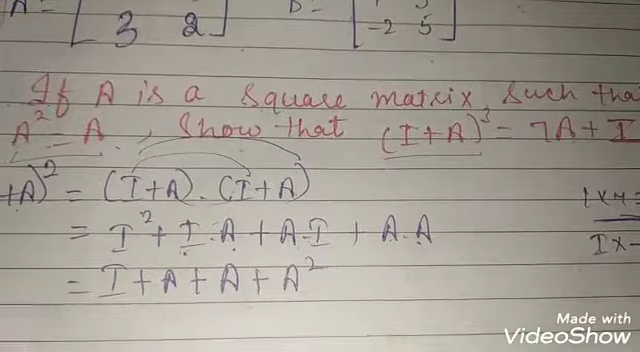 A = [ 3 2 ] B = [ -2 5 ]
If A is a square matrix, such tha
A² = A, Show that (I+A)³ = 7A + I
+A)² = (I+A).(I+A)
= I² + I.A + A.I + A.A
= I + A + A + A²
I×
Made with
VideoShow